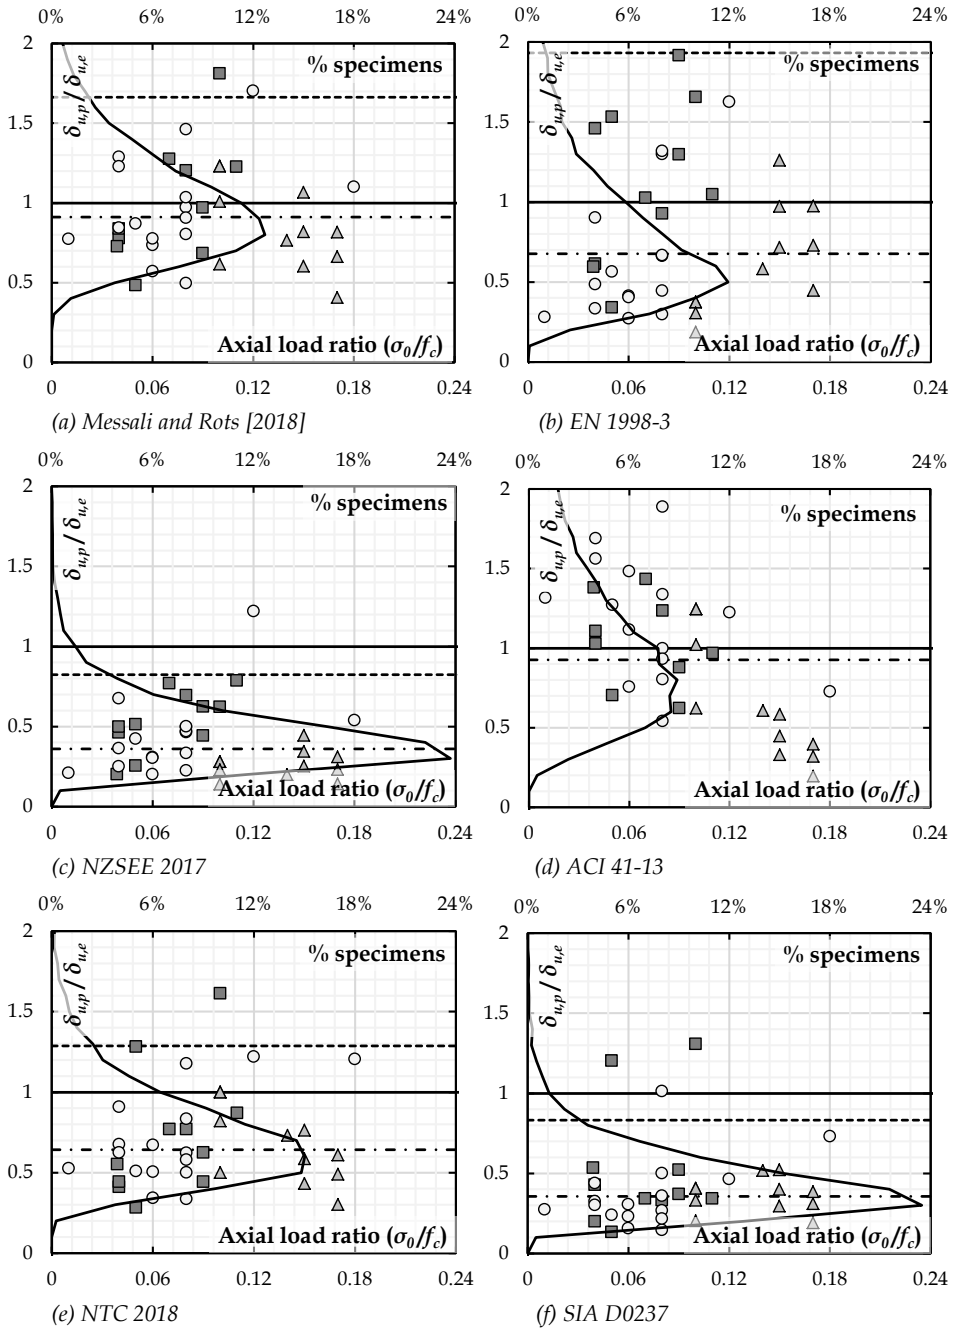 0% 6% 12% 18% 24%
0% 6% 12% 18% 24%
2
% specimens
δu,p / δu,e
1.5
1
0.5
0
Axial load ratio (σ0/fc)
0 0.06 0.12 0.18 0.24
(a) Messali and Rots [2018]
2
% specimens
δu,p / δu,e
1.5
1
0.5
0
Axial load ratio (σ0/fc)
0 0.06 0.12 0.18 0.24
(b) EN 1998-3
0% 6% 12% 18% 24%
0% 6% 12% 18% 24%
2
% specimens
δu,p / δu,e
1.5
1
0.5
0
Axial load ratio (σ0/fc)
0 0.06 0.12 0.18 0.24
(c) NZSEE 2017
2
% specimens
δu,p / δu,e
1.5
1
0.5
0
Axial load ratio (σ0/fc)
0 0.06 0.12 0.18 0.24
(d) ACI 41-13
0% 6% 12% 18% 24%
0% 6% 12% 18% 24%
2
% specimens
δu,p / δu,e
1.5
1
0.5
0
Axial load ratio (σ0/fc)
0 0.06 0.12 0.18 0.24
(e) NTC 2018
2
% specimens
δu,p / δu,e
1.5
1
0.5
0
Axial load ratio (σ0/fc)
0 0.06 0.12 0.18 0.24
(f) SIA D0237